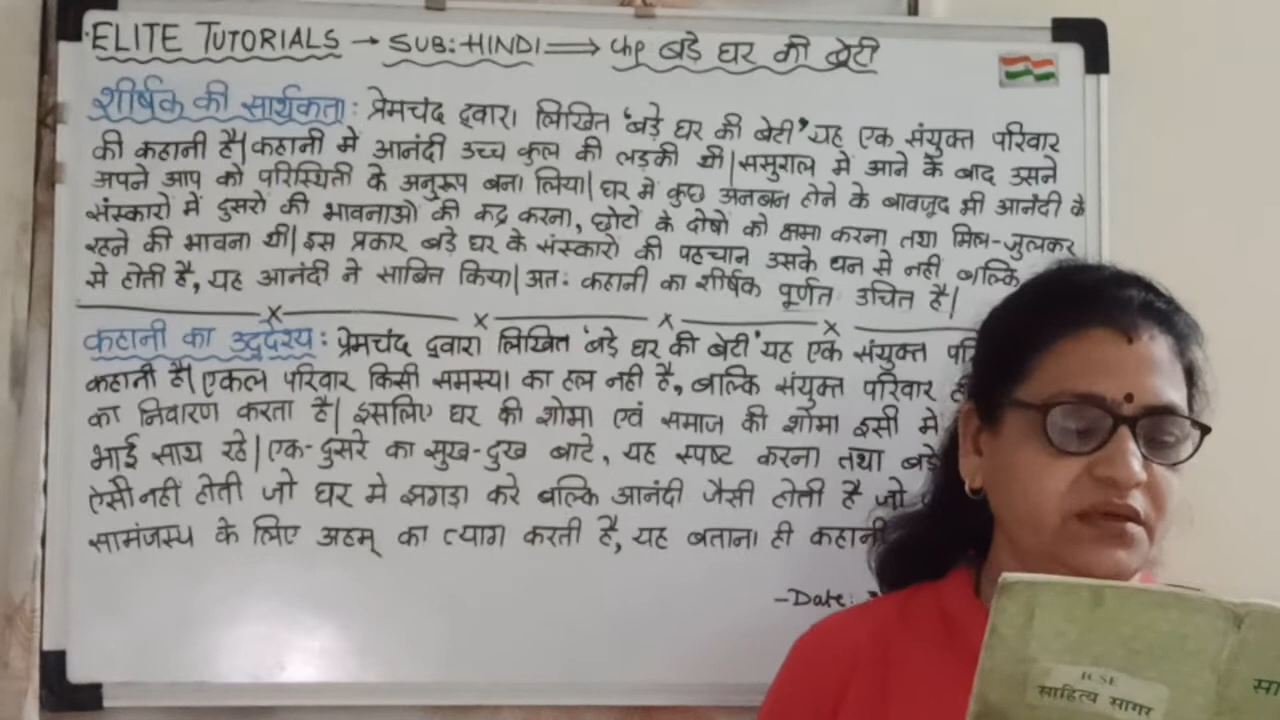 ELITE TUTORIALS → SUB: HINDI ⟹ Chp बड़े घर की बेटी
शीर्षक की सार्थकता: प्रेमचंद द्वारा लिखित 'बड़े घर की बेटी' यह एक संयुक्त परिवार
की कहानी है। कहानी में आनंदी उच्च कुल की लड़की थी। ससुराल में आने के बाद उसने
अपने आप को परिस्थिती के अनुरूप बना लिया। घर में कुछ अनबन होने के बावजूद भी आनंदी के
संस्कारों में दुसरों की भावनाओं की कद्र करना, छोटों के दोषों को क्षमा करना तथा मिल-जुलकर
रहने की भावना थी। इस प्रकार बड़े घर के संस्कारों की पहचान उसके धन से नहीं बल्कि
से होती है, यह आनंदी ने साबित किया। अतः कहानी का शीर्षक पूर्णत उचित है।
कहानी का उद्देश्य: प्रेमचंद द्वारा लिखित 'बड़े घर की बेटी' यह एक संयुक्त
कहानी है। एकल परिवार किसी समस्या का हल नही है, बल्कि संयुक्त परिवार
का निवारण करता है। इसलिए घर की शोभा एवं समाज की शोभा इसी मे
भाई साथ रहे। एक-दुसरे का सुख-दुख बाटे, यह स्पष्ट करना तथा बड़े
ऐसी नहीं होती जो घर मे झगड़ा करे बल्कि आनंदी जैसी होती है जो
सामंजस्य के लिए अहम् का त्याग करती है, यह बताना ही कहानी
-Date:
ICSE
साहित्य सागर
सा